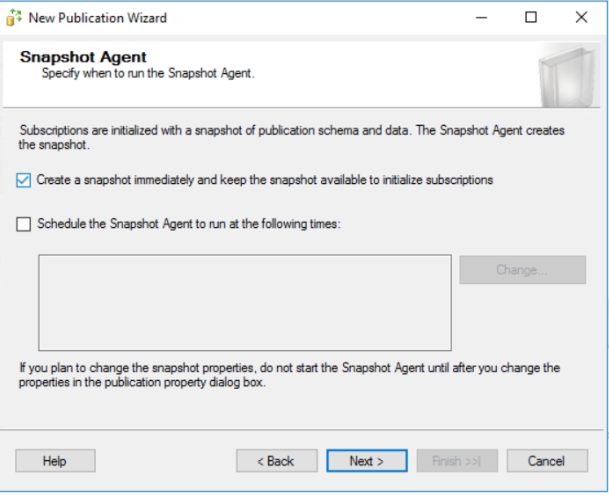 New Publication Wizard
Snapshot Agent
Specify when to run the Snapshot Agent.
Subscriptions are initialized with a snapshot of publication schema and data. The Snapshot Agent creates
the snapshot.
Create a snapshot immediately and keep the snapshot available to initialize subscriptions
Schedule the Snapshot Agent to run at the following times:
Change...
If you plan to change the snapshot properties, do not start the Snapshot Agent until after you change the
properties in the publication property dialog box.
Help
< Back
Next >
Finish >>|
Cancel